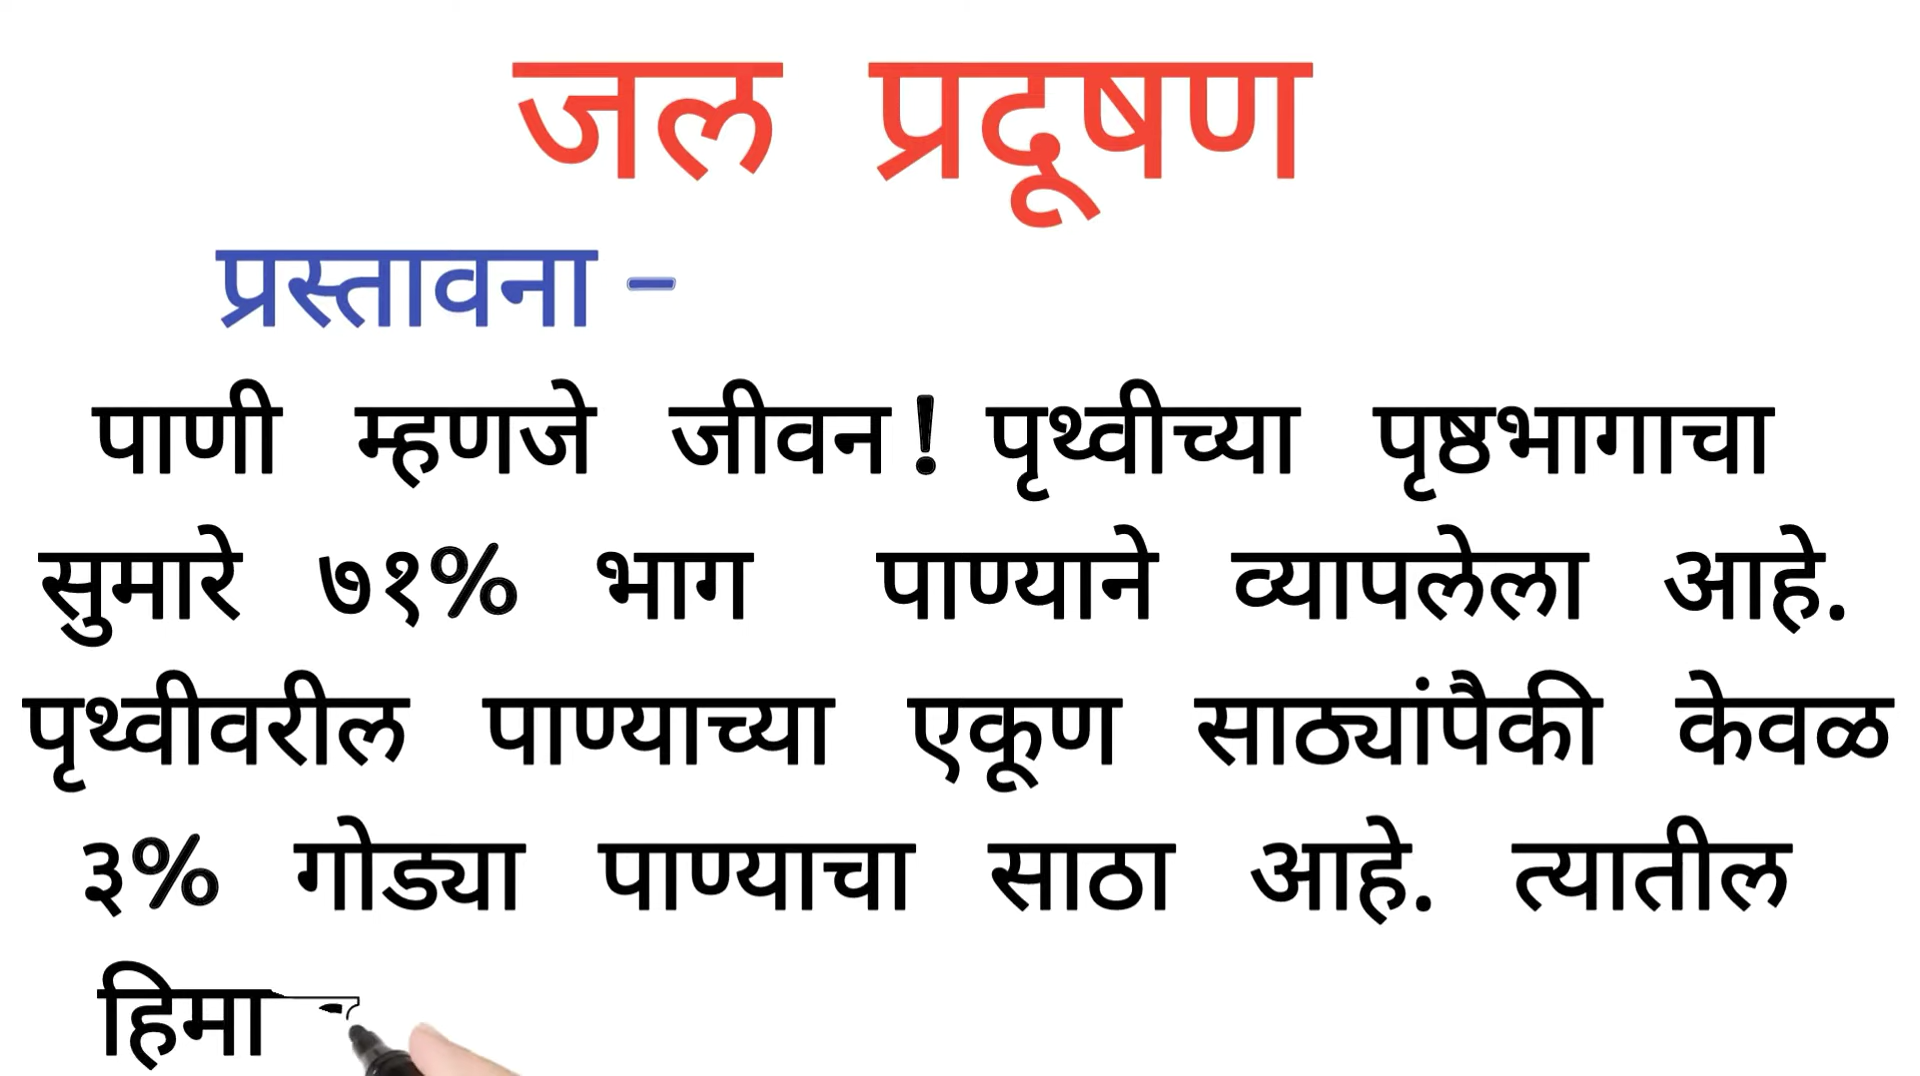 जल प्रदूषण
प्रस्तावना –
पाणी म्हणजे जीवन! पृथ्वीच्या पृष्ठभागाचा
सुमारे ७१% भाग पाण्याने व्यापलेला आहे.
पृथ्वीवरील पाण्याच्या एकूण साठ्यांपैकी केवळ
३% गोड्या पाण्याचा साठा आहे. त्यातील
हिमा